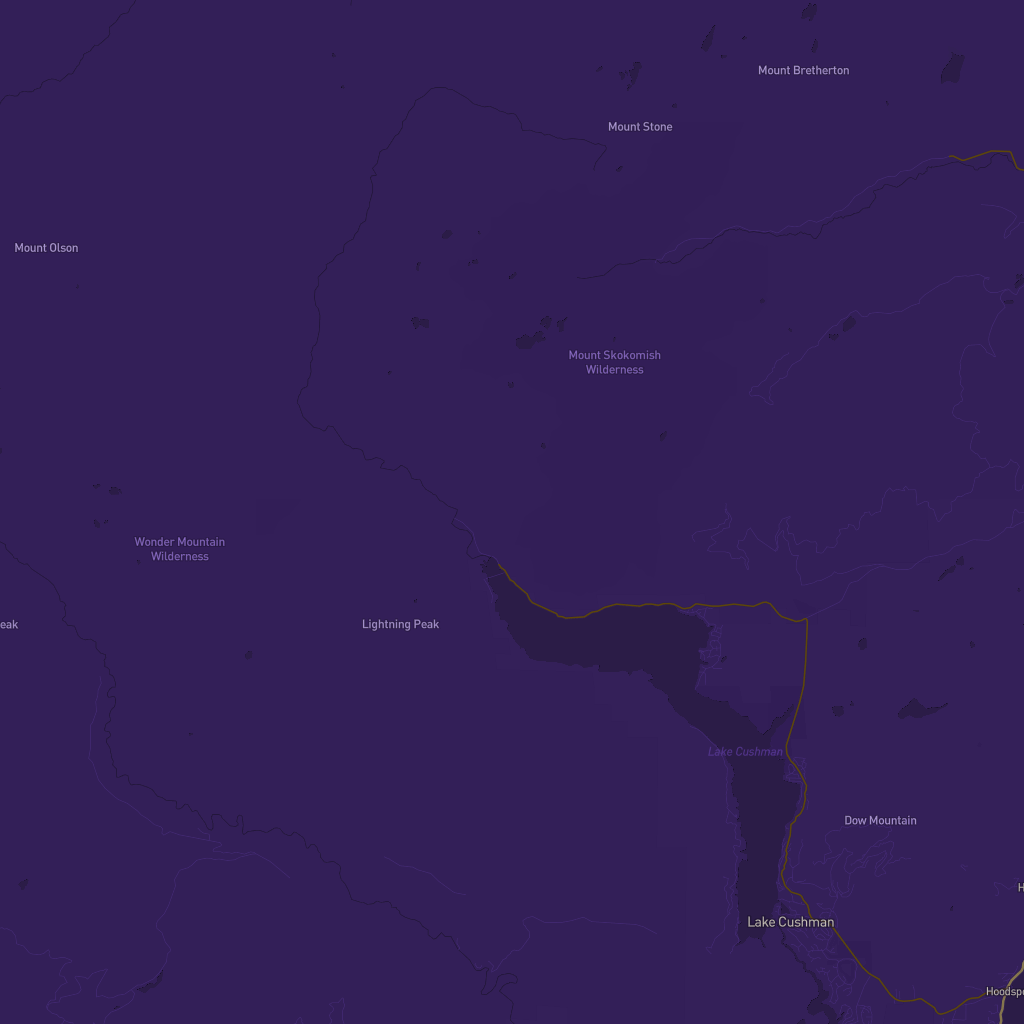 Mount Bretherton
Mount Stone
Mount Olson
Mount Skokomish
Wilderness
Wonder Mountain
Wilderness
eak
Lightning Peak
Lake Cushman
Dow Mountain
H
Lake Cushman
Hoodspo